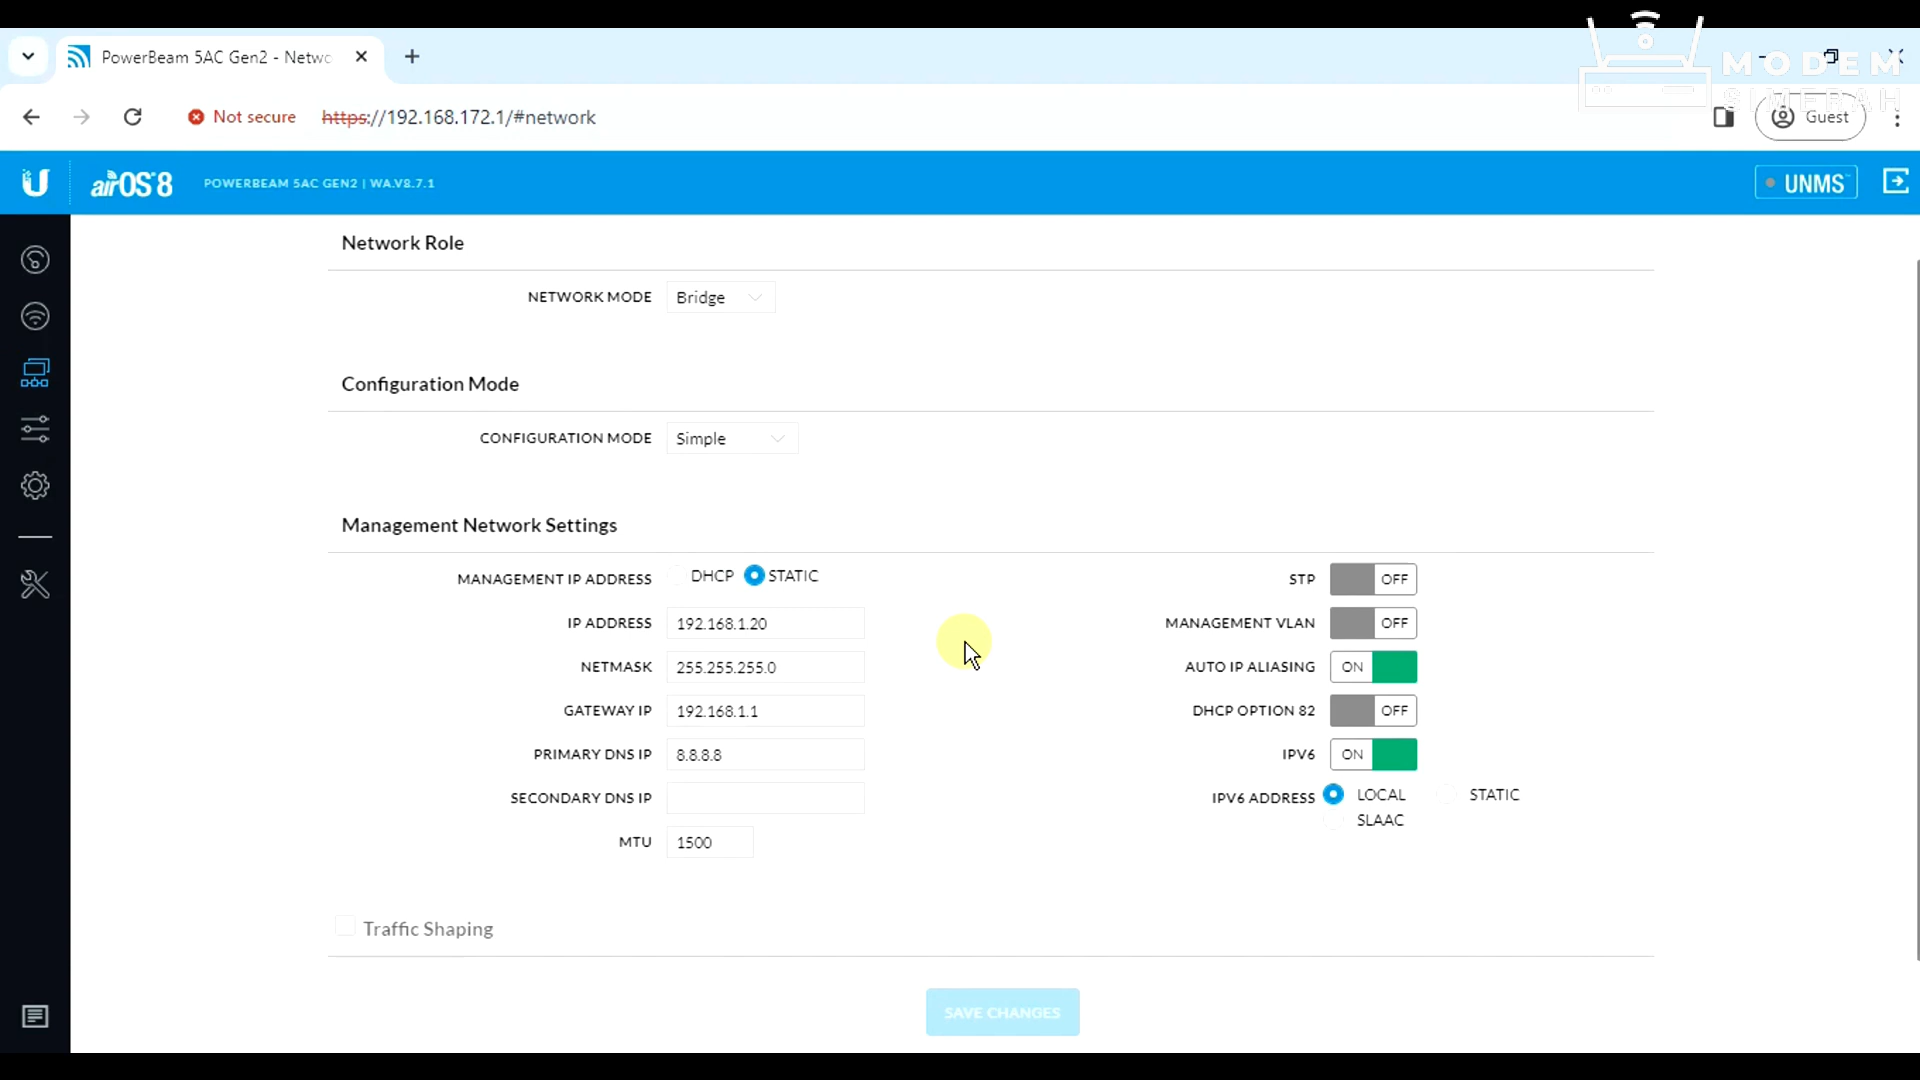 PowerBeam 5AC Gen2 - Netwo
MODEM
SIMERAH
Not secure
https://192.168.172.1/#network
Guest
airOS 8
POWERBEAM 5AC GEN2 | WA.V8.7.1
UNMS
Network Role
NETWORK MODE Bridge
Configuration Mode
CONFIGURATION MODE Simple
Management Network Settings
MANAGEMENT IP ADDRESS DHCP STATIC
STP OFF
IP ADDRESS 192.168.1.20
MANAGEMENT VLAN OFF
NETMASK 255.255.255.0
AUTO IP ALIASING ON
GATEWAY IP 192.168.1.1
DHCP OPTION 82 OFF
PRIMARY DNS IP 8.8.8.8
IPV6 ON
SECONDARY DNS IP
IPV6 ADDRESS LOCAL STATIC
SLAAC
MTU 1500
Traffic Shaping
SAVE CHANGES